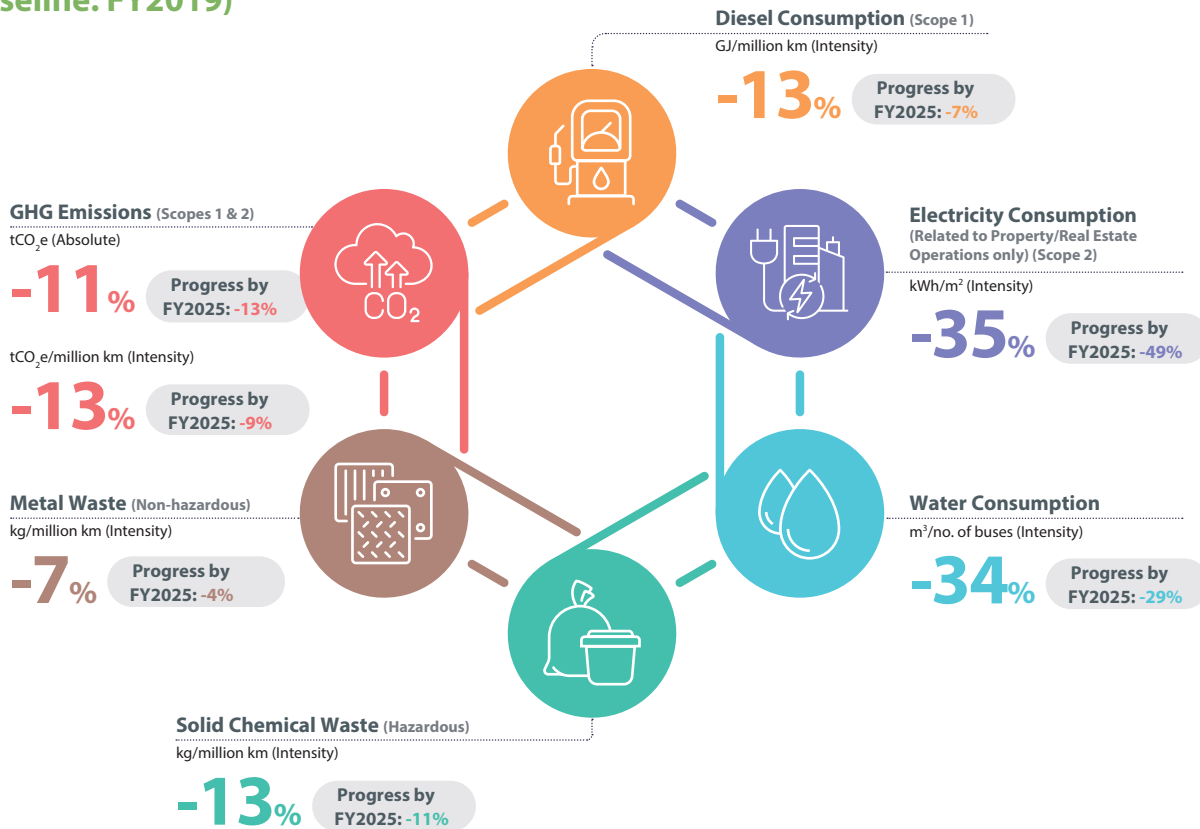 seline: FY2019)
Diesel Consumption (Scope 1)
GJ/million km (Intensity)
-13%
Progress by
FY2025: -7%
GHG Emissions (Scopes 1 & 2)
tCO₂e (Absolute)
-11%
Progress by
FY2025: -13%
tCO₂e/million km (Intensity)
-13%
Progress by
FY2025: -9%
CO₂
Electricity Consumption
(Related to Property/Real Estate
Operations only) (Scope 2)
kWh/m² (Intensity)
-35%
Progress by
FY2025: -49%
Metal Waste (Non-hazardous)
kg/million km (Intensity)
-7%
Progress by
FY2025: -4%
Water Consumption
m³/no. of buses (Intensity)
-34%
Progress by
FY2025: -29%
Solid Chemical Waste (Hazardous)
kg/million km (Intensity)
-13%
Progress by
FY2025: -11%